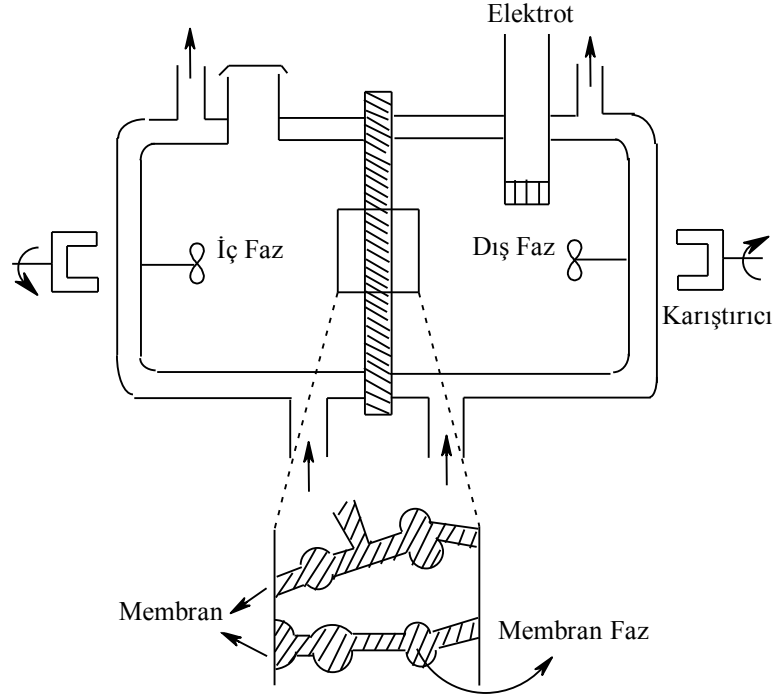 Elektrot
İç Faz
Dış Faz
Karıştırıcı
Membran
Membran Faz